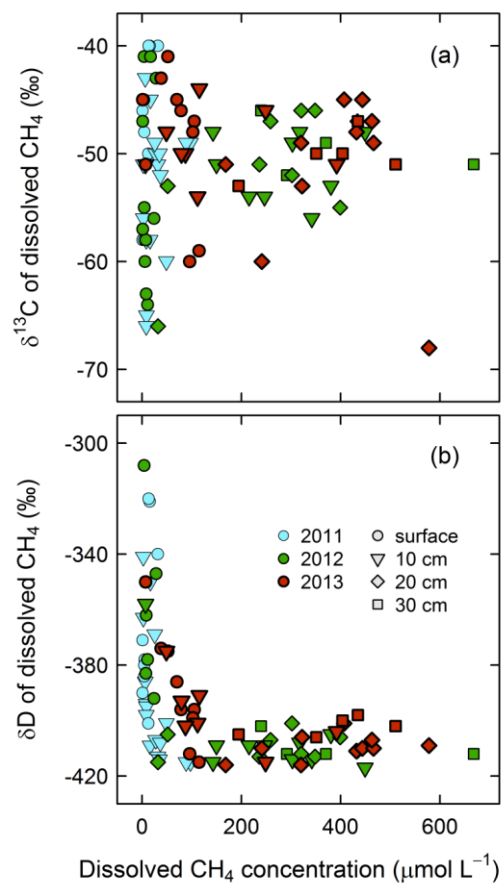 (a)
-40
-50
-60
-70
δ¹³C of dissolved CH₄ (‰)
(b)
-300
-340
-380
-420
δD of dissolved CH₄ (‰)
2011 surface
2012 10 cm
2013 20 cm
30 cm
0 200 400 600
Dissolved CH₄ concentration (μmol L⁻¹)